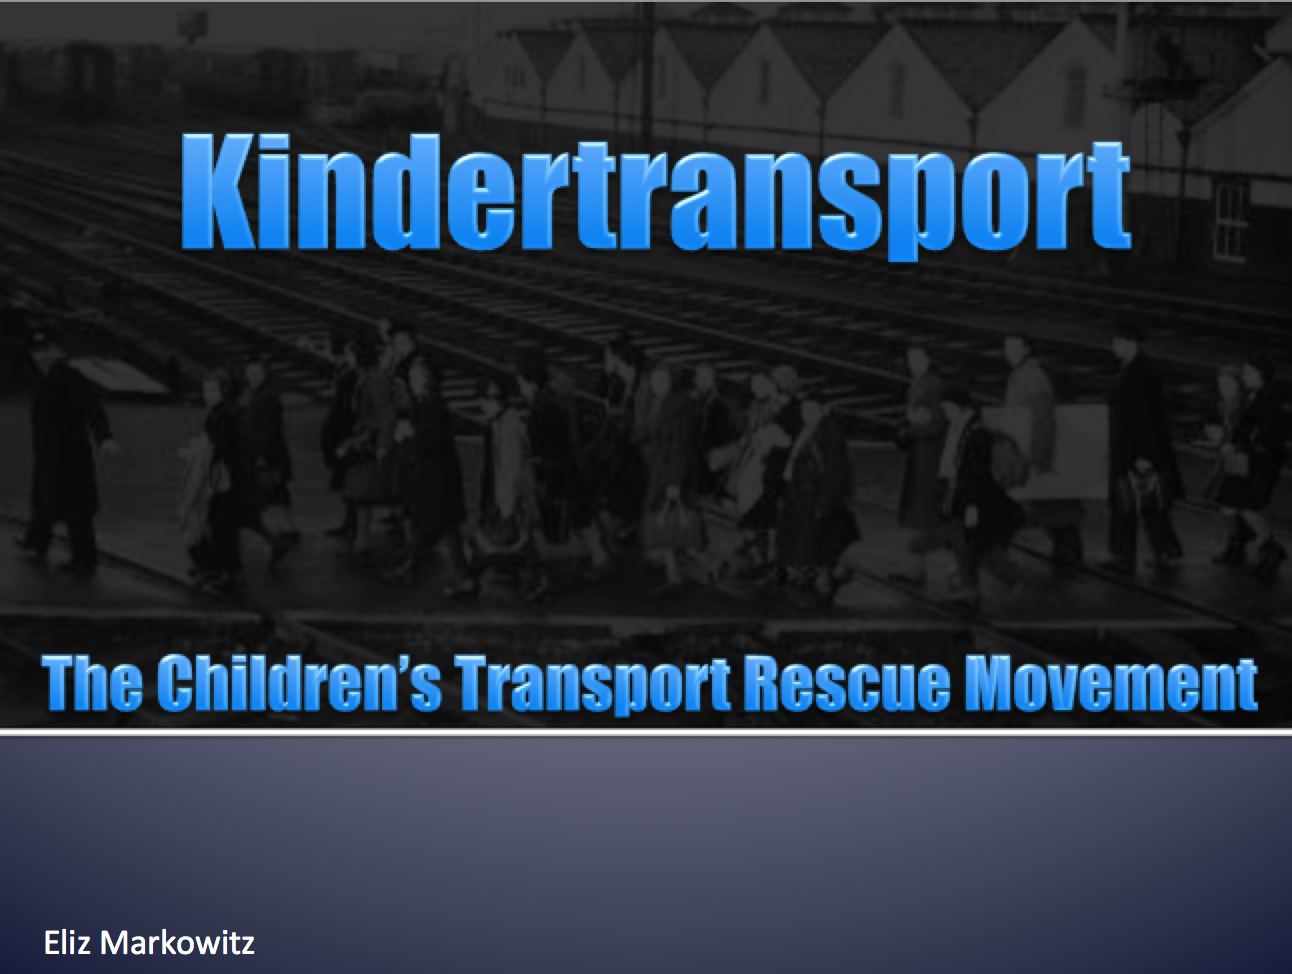 Kindertransport
The Children’s Transport Rescue Movement
Eliz Markowitz